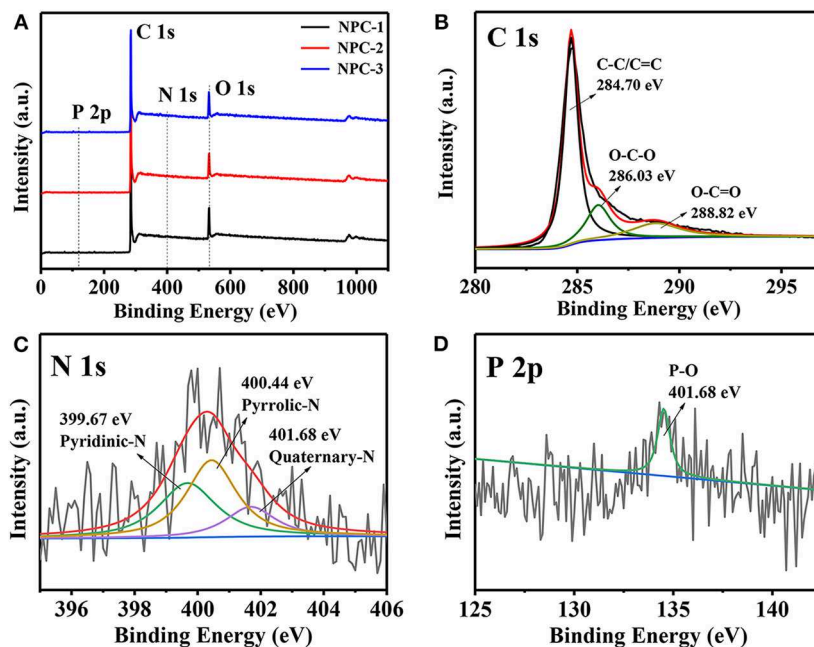 A
C 1s
NPC-1
NPC-2
NPC-3
P 2p
N 1s
O 1s
Intensity (a.u.)
0 200 400 600 800 1000
Binding Energy (eV)
B
C 1s
C-C/C=C
284.70 eV
O-C-O
286.03 eV
O-C=O
288.82 eV
Intensity (a.u.)
280 285 290 295
Binding Energy (eV)
C
N 1s
400.44 eV
Pyrrolic-N
399.67 eV
Pyridinic-N
401.68 eV
Quaternary-N
Intensity (a.u.)
396 398 400 402 404 406
Binding Energy (eV)
D
P 2p
P-O
401.68 eV
Intensity (a.u.)
125 130 135 140
Binding Energy (eV)